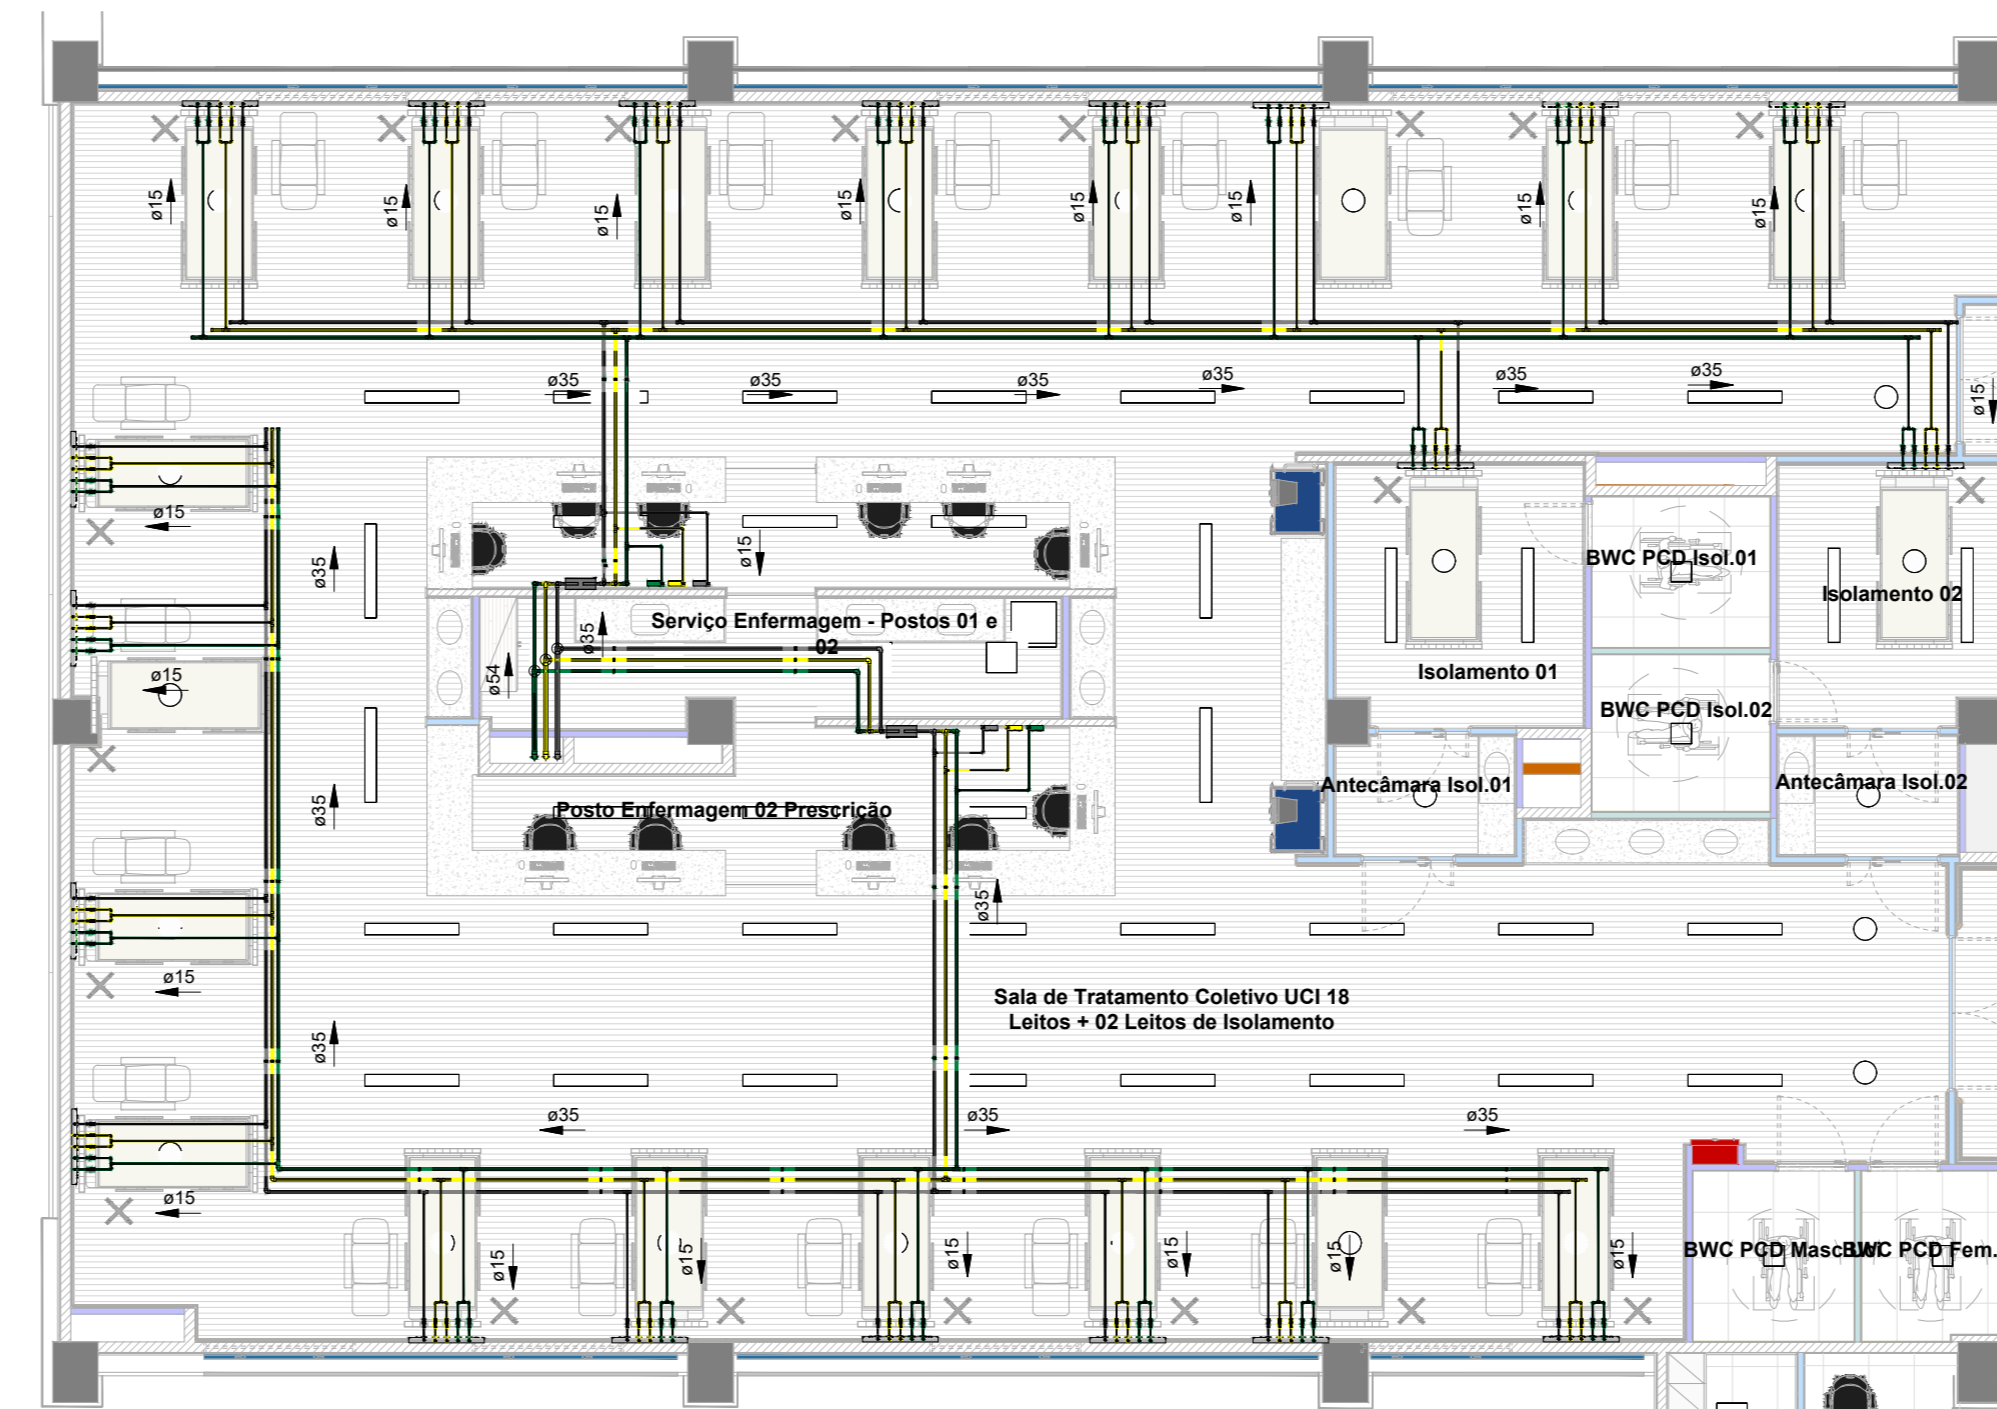 ø15
ø15
ø15
ø15
ø15
ø15
ø15
ø15
ø35
ø35
ø35
ø35
ø35
ø35
ø15
ø15
ø35
ø15
BWC PCD Isol.01
Isolamento 02
Serviço Enfermagem - Postos 01 e
02
ø35
ø54
ø15
Isolamento 01
BWC PCD Isol.02
Antecâmara Isol.01
Antecâmara Isol.02
ø35
Posto Enfermagem 02 Prescrição
ø35
ø15
Sala de Tratamento Coletivo UCI 18
Leitos + 02 Leitos de Isolamento
ø35
ø35
ø35
ø35
ø15
ø15
ø15
ø15
ø15
ø15
ø15
BWC PCD
BWC PCD Fem.